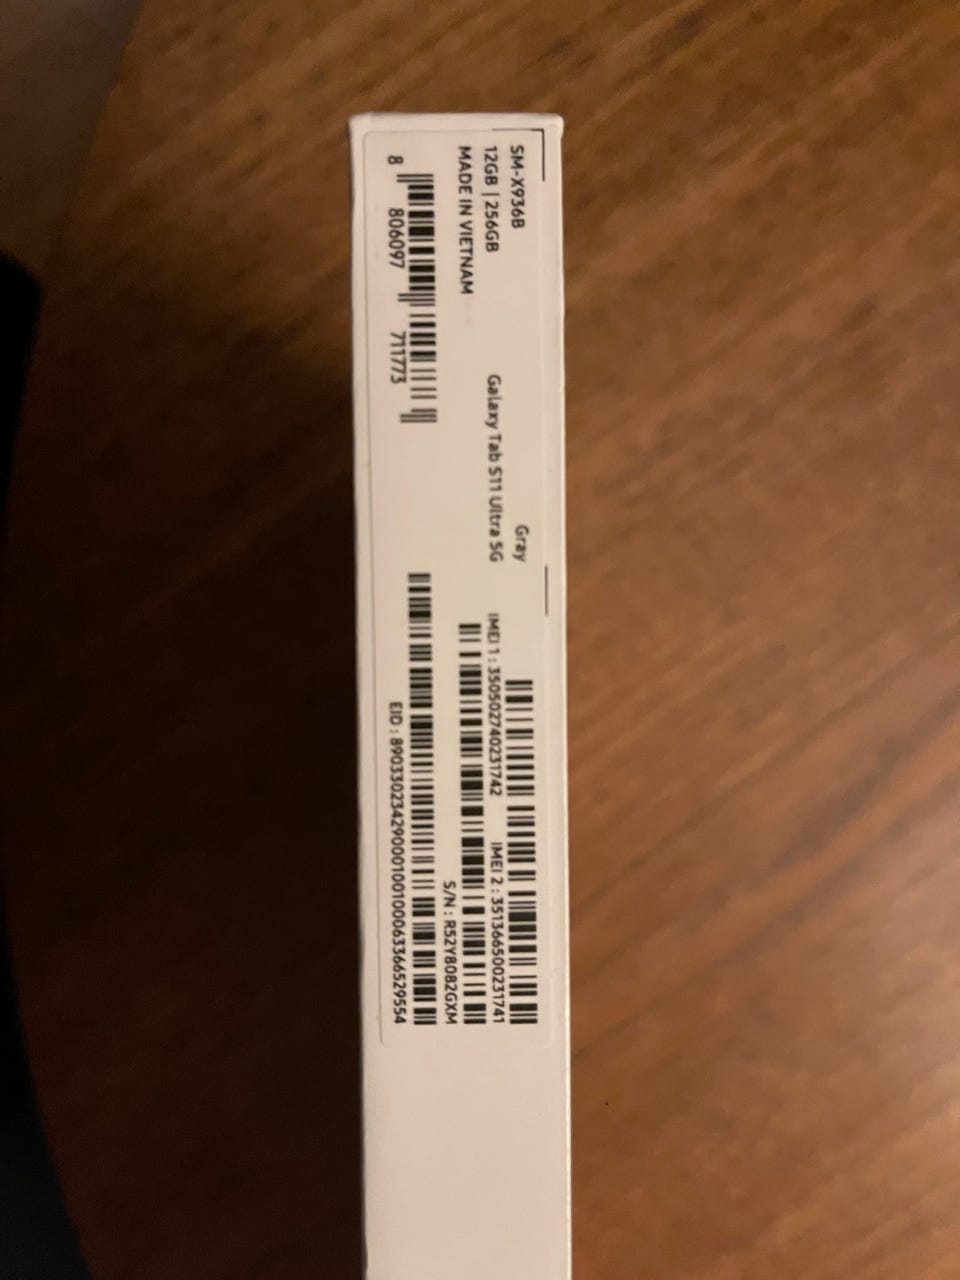 SM-X936B
12GB | 256GB
MADE IN VIETNAM
8 806097 711773
Gray
Galaxy Tab S11 Ultra 5G
IMEI 1 : 350502740231742
IMEI 2 : 351366500231741
S/N : R52Y8082GXM
EID : 89033023429000100100063366529554